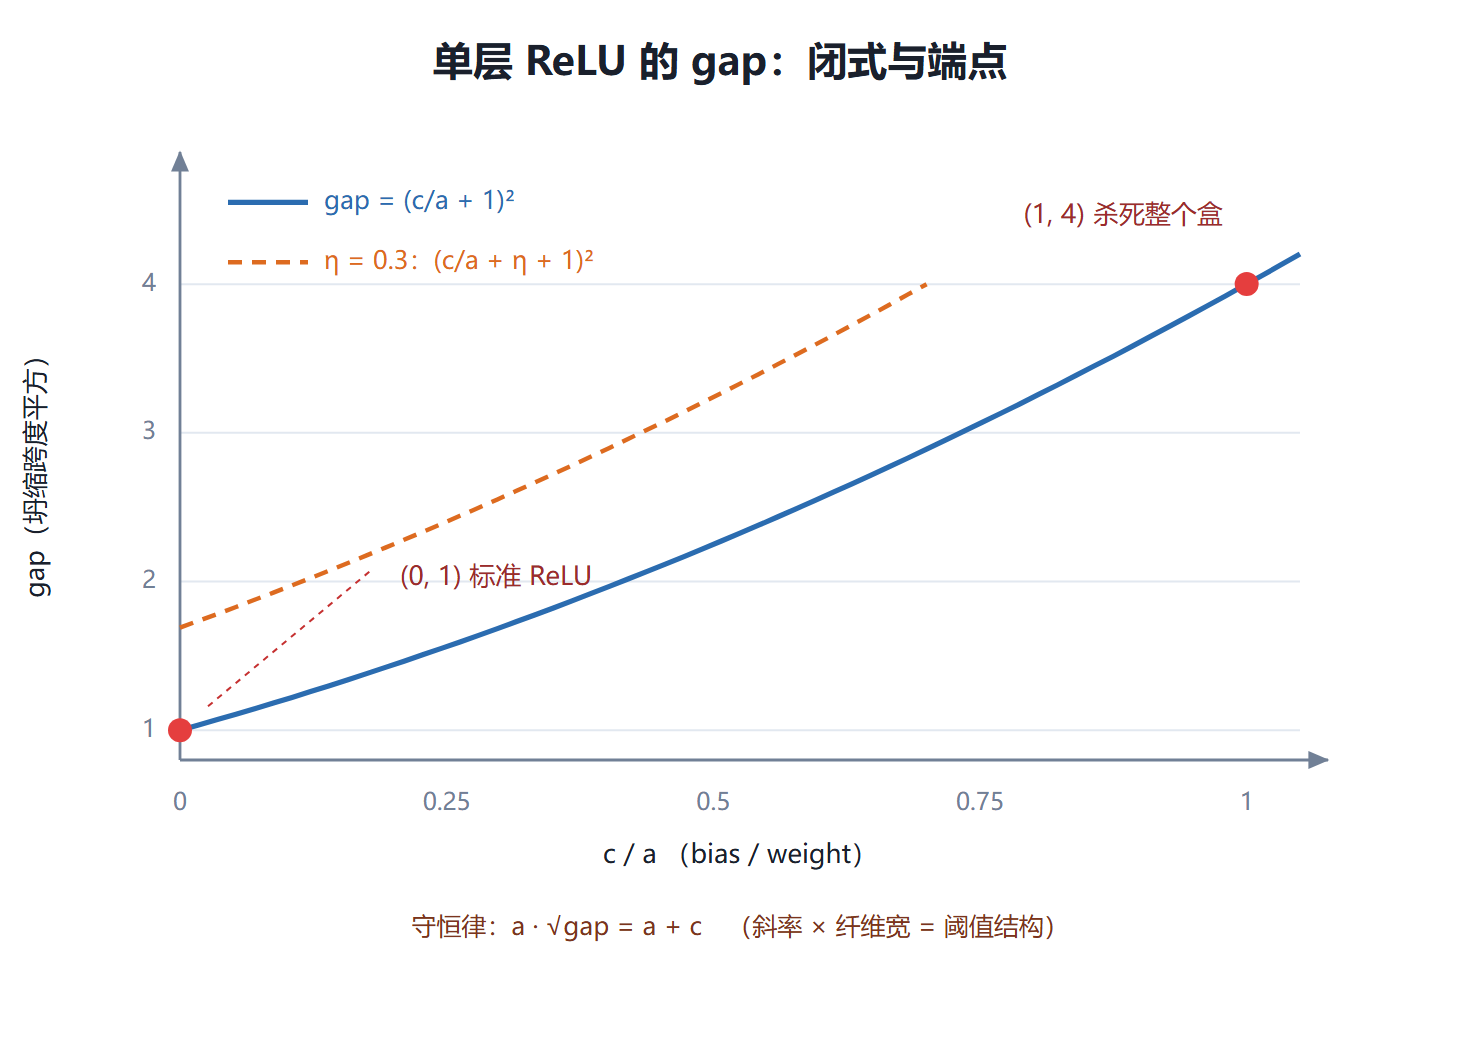 单层 ReLU 的 gap：闭式与端点
gap = (c/a + 1)²
η = 0.3：(c/a + η + 1)²
(1, 4) 杀死整个盒
4
3
2
1
(0, 1) 标准 ReLU
gap（坍缩跨度平方）
0
0.25
0.5
0.75
1
c / a （bias / weight）
守恒律：a · √gap = a + c （斜率 × 纤维宽 = 阈值结构）